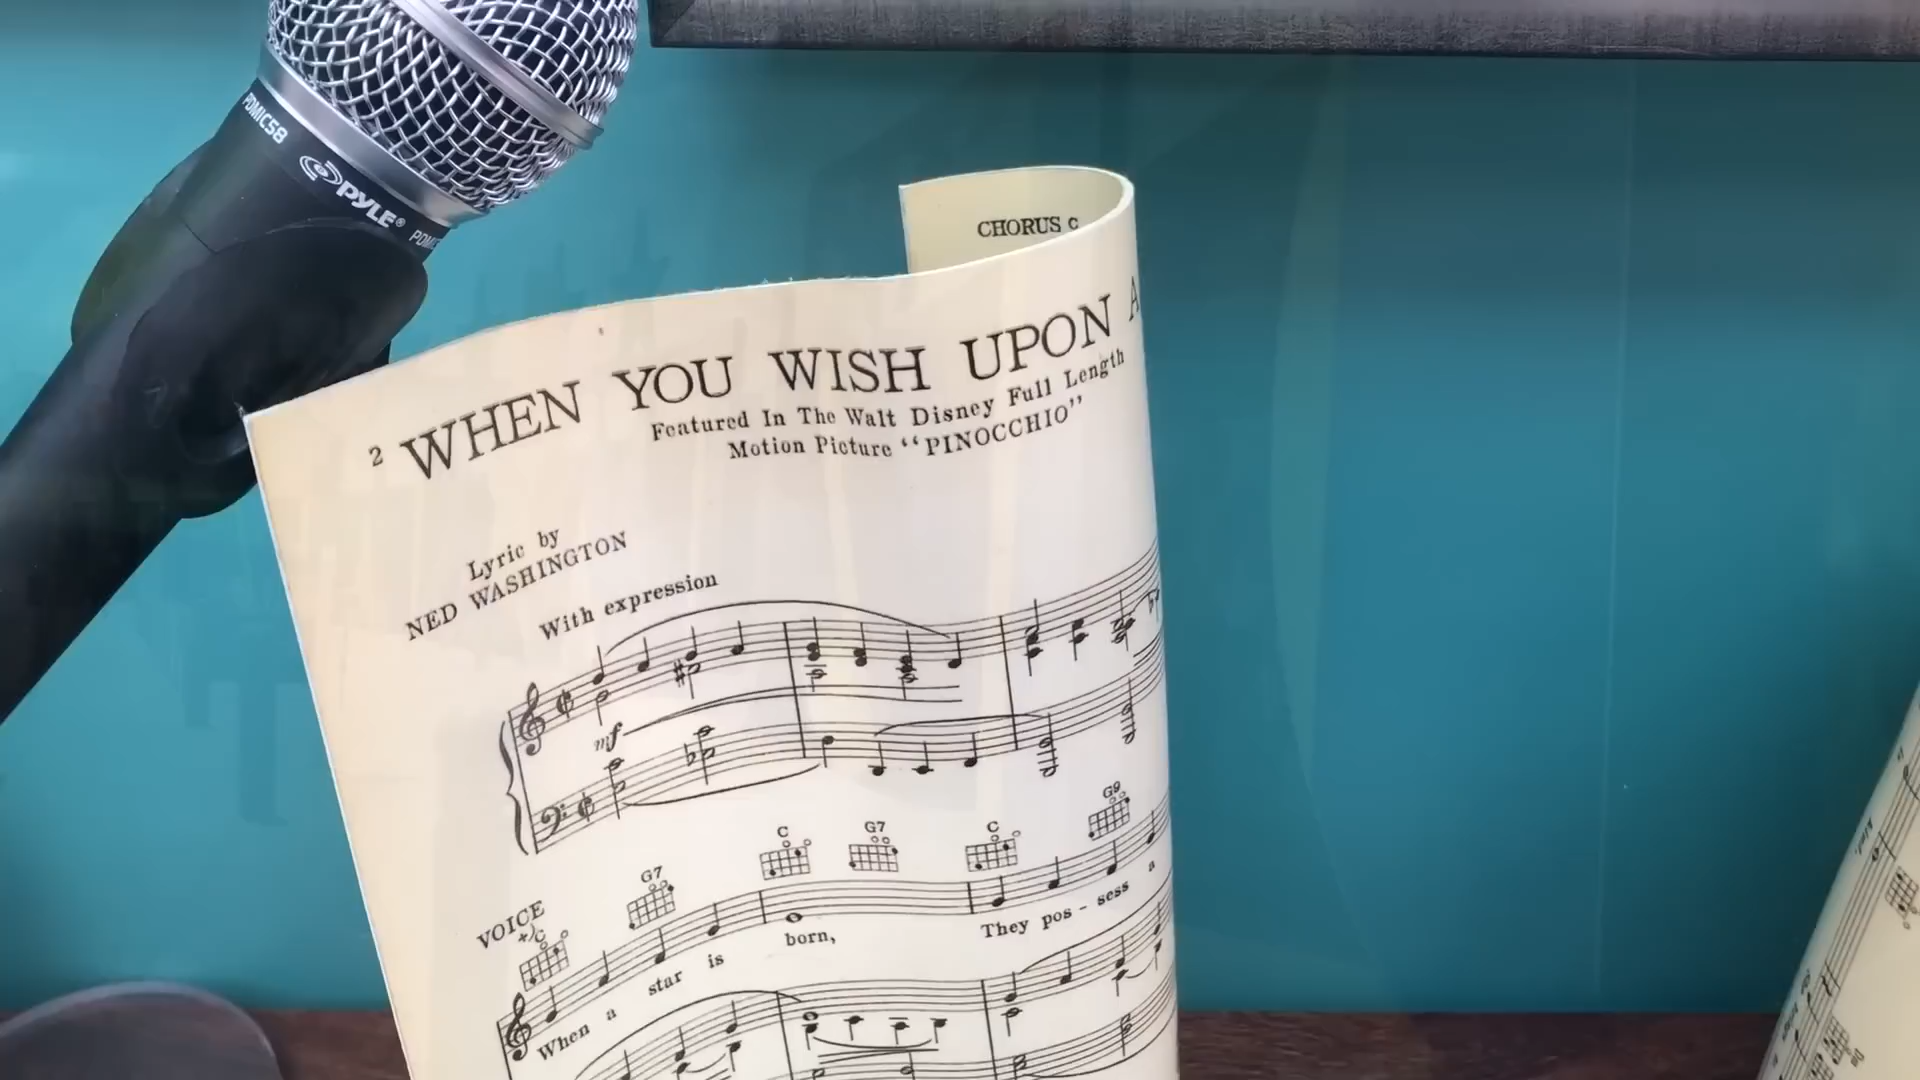 PDMIC58
PYLE®
CHORUS
2 WHEN YOU WISH UPON A
Featured In The Walt Disney Full Length
Motion Picture “PINOCCHIO”
Lyric by
NED WASHINGTON
With expression
mf
C G7 C G9
G7
VOICE
C
born, They pos - sess a
When a star is